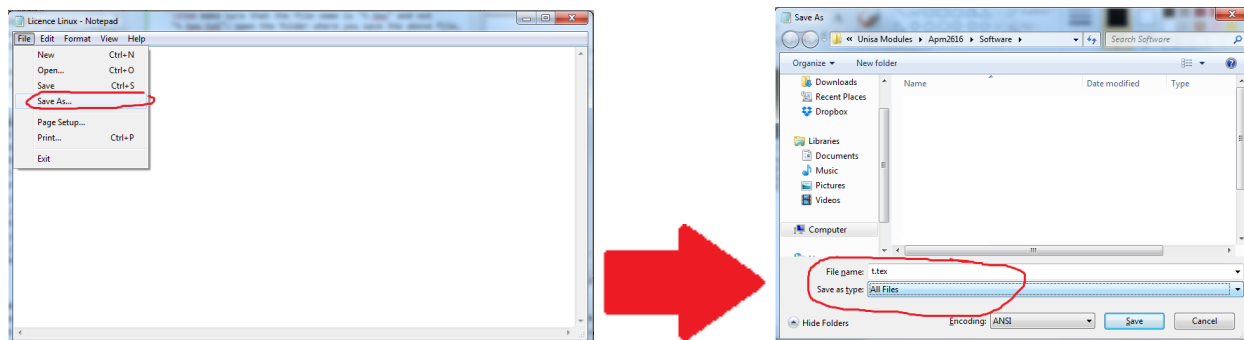 Licence Linux - Notepad
File Edit Format View Help
New Ctrl+N
Open... Ctrl+O
Save Ctrl+S
Save As...
Page Setup...
Print... Ctrl+P
Exit
Save As
« Unisa Modules Apm2616 Software
Search Software
Organize New folder
Downloads
Recent Places
Dropbox
Libraries
Documents
Music
Pictures
Videos
Computer
Name Date modified Type
File name: t.tex
Save as type: All Files
Hide Folders Encoding: ANSI Save Cancel